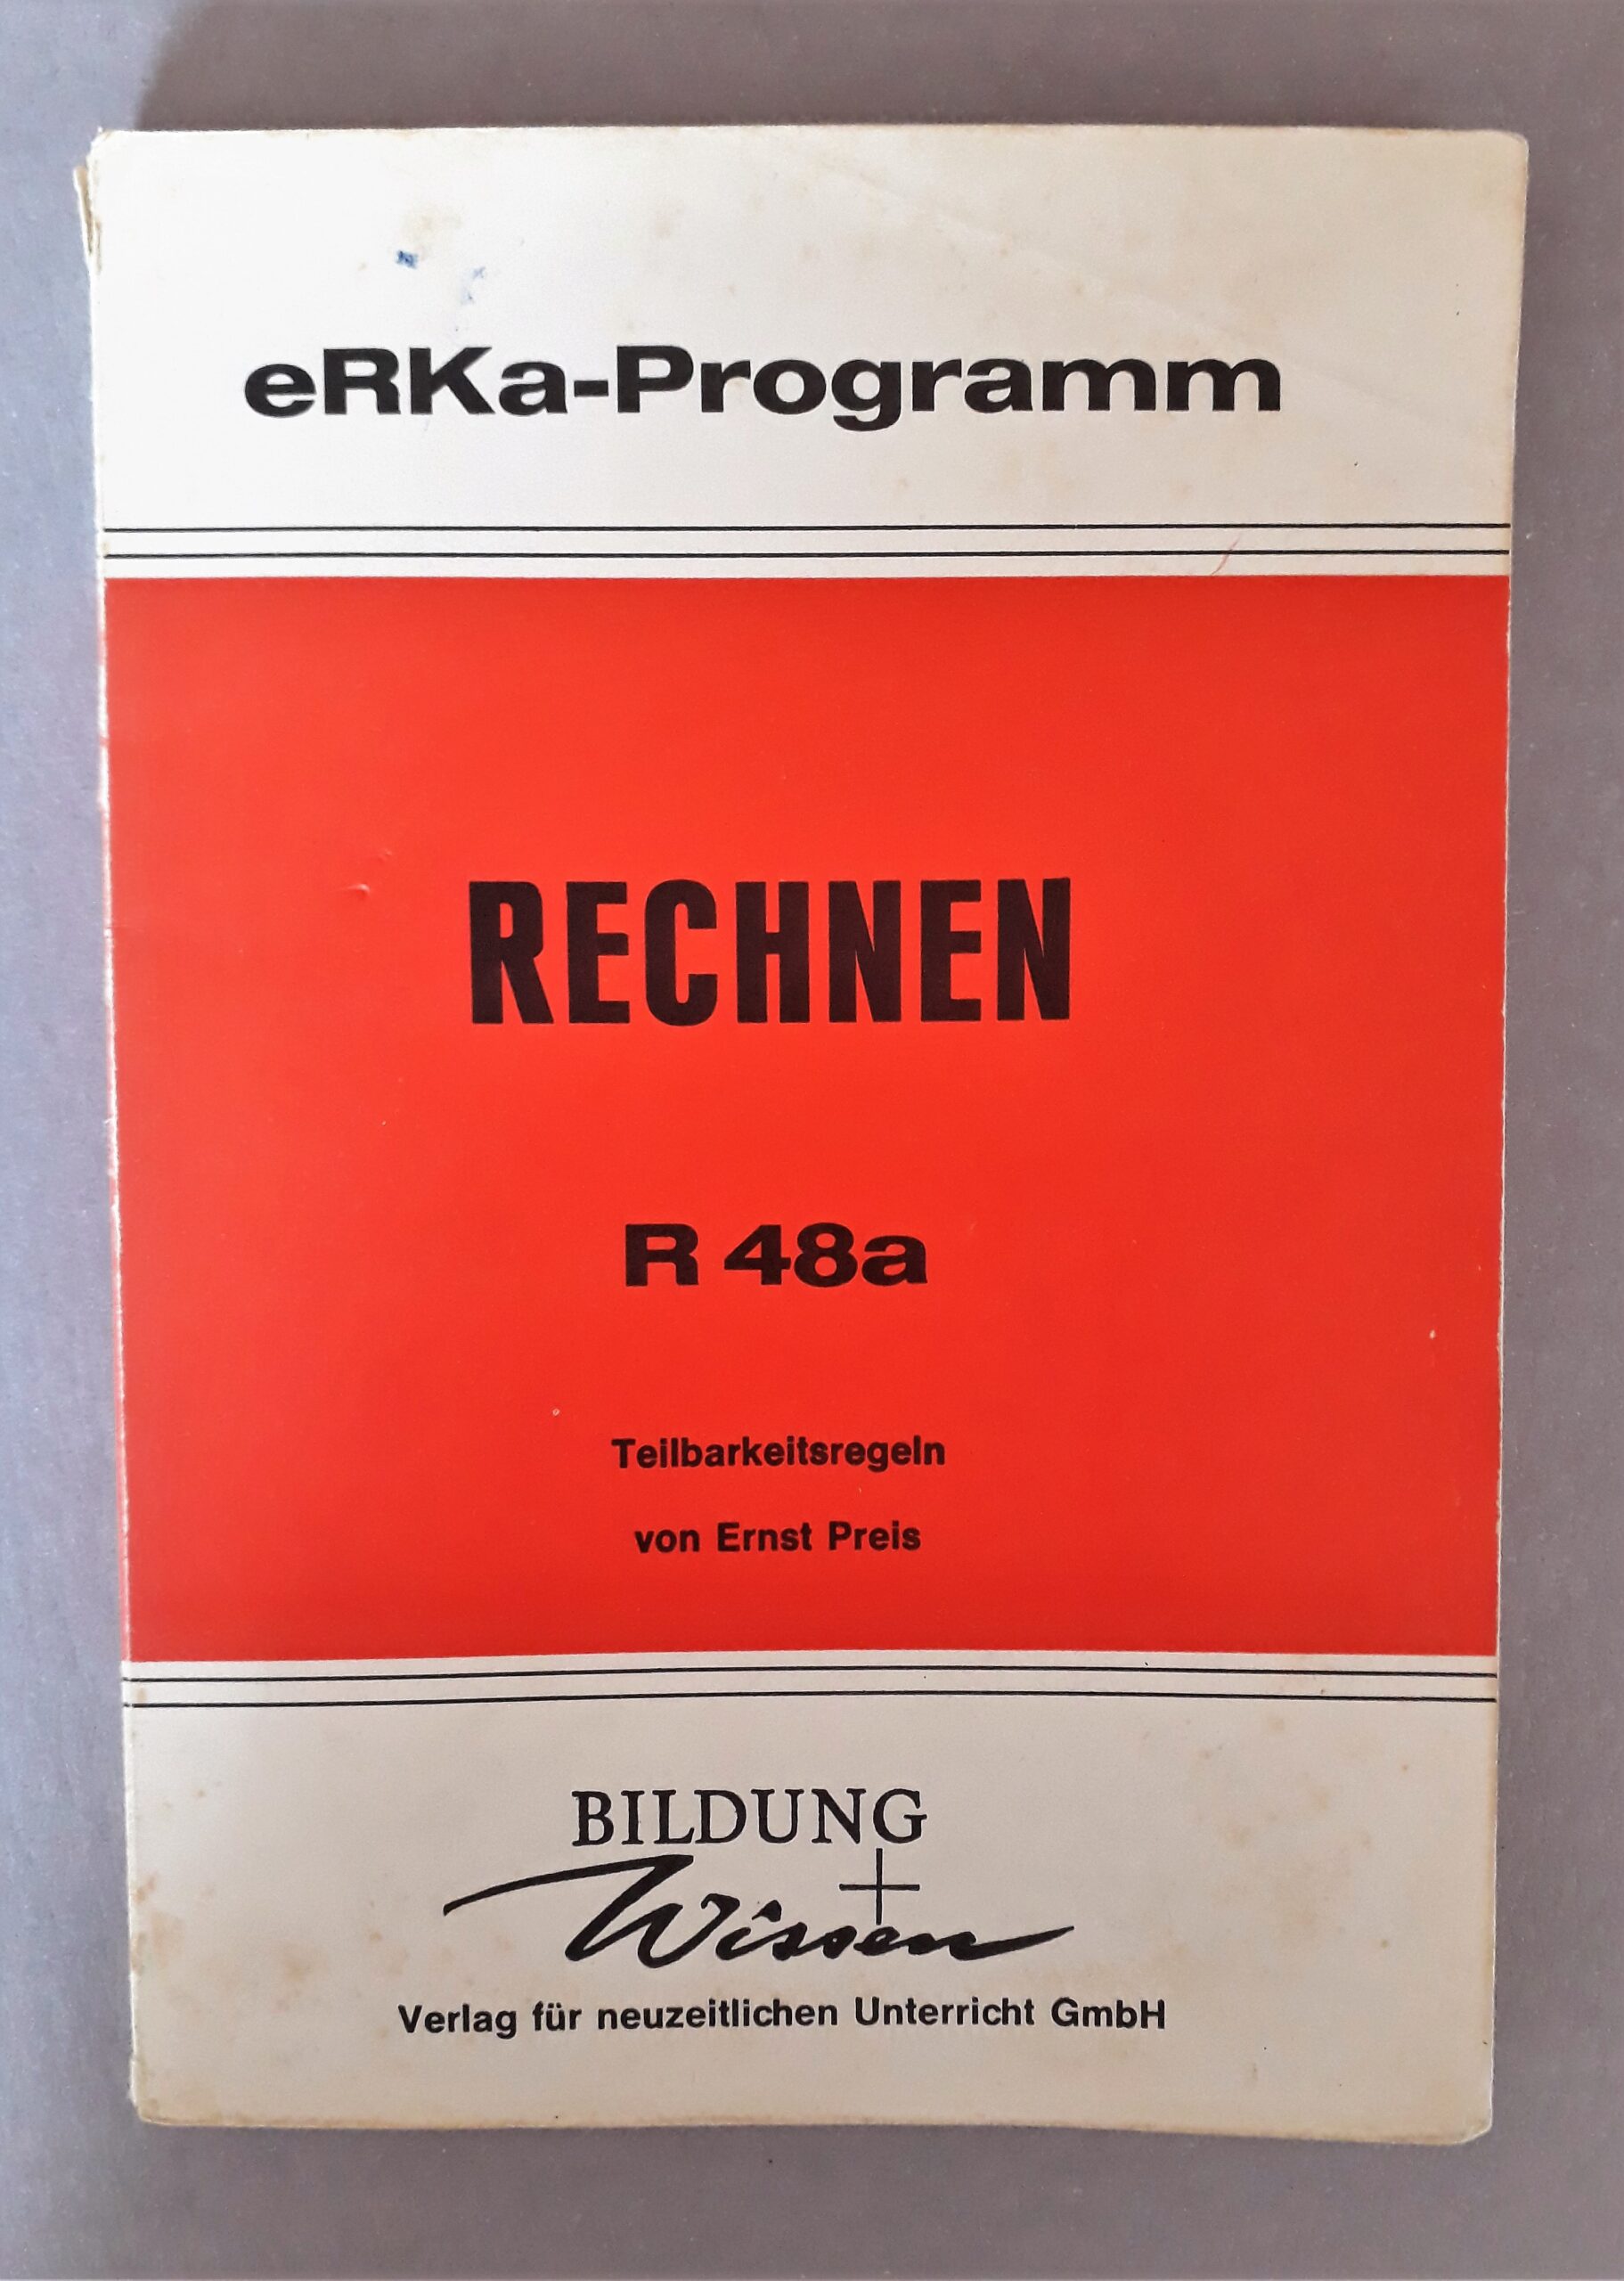 eRKa-Programm
RECHNEN
R 48a
Teilbarkeitsregeln
von Ernst Preis
BILDUNG
+
Wissen
Verlag für neuzeitlichen Unterricht GmbH